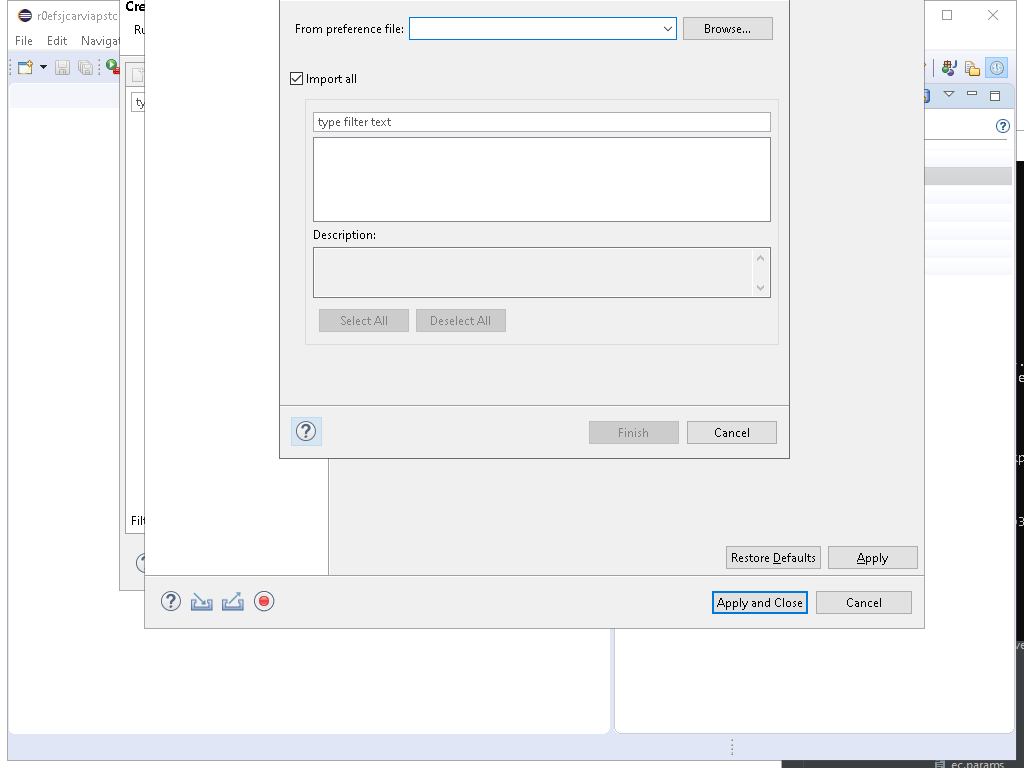 r0efsjcarviapstc
File Edit Naviga
Cre
Ru
ty
Filt
From preference file:
Browse...
Import all
type filter text
Description:
Select All
Deselect All
Finish
Cancel
Restore Defaults
Apply
Apply and Close
Cancel
ec.params